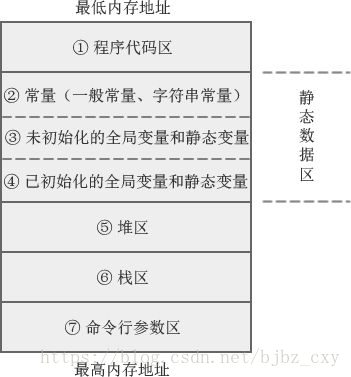 最低内存地址
① 程序代码区
② 常量（一般常量、字符串常量）
③ 未初始化的全局变量和静态变量
④ 已初始化的全局变量和静态变量
静态数据区
⑤ 堆区
⑥ 栈区
⑦ 命令行参数区
https://blog.csdn.net/bjbz_cxy
最高内存地址